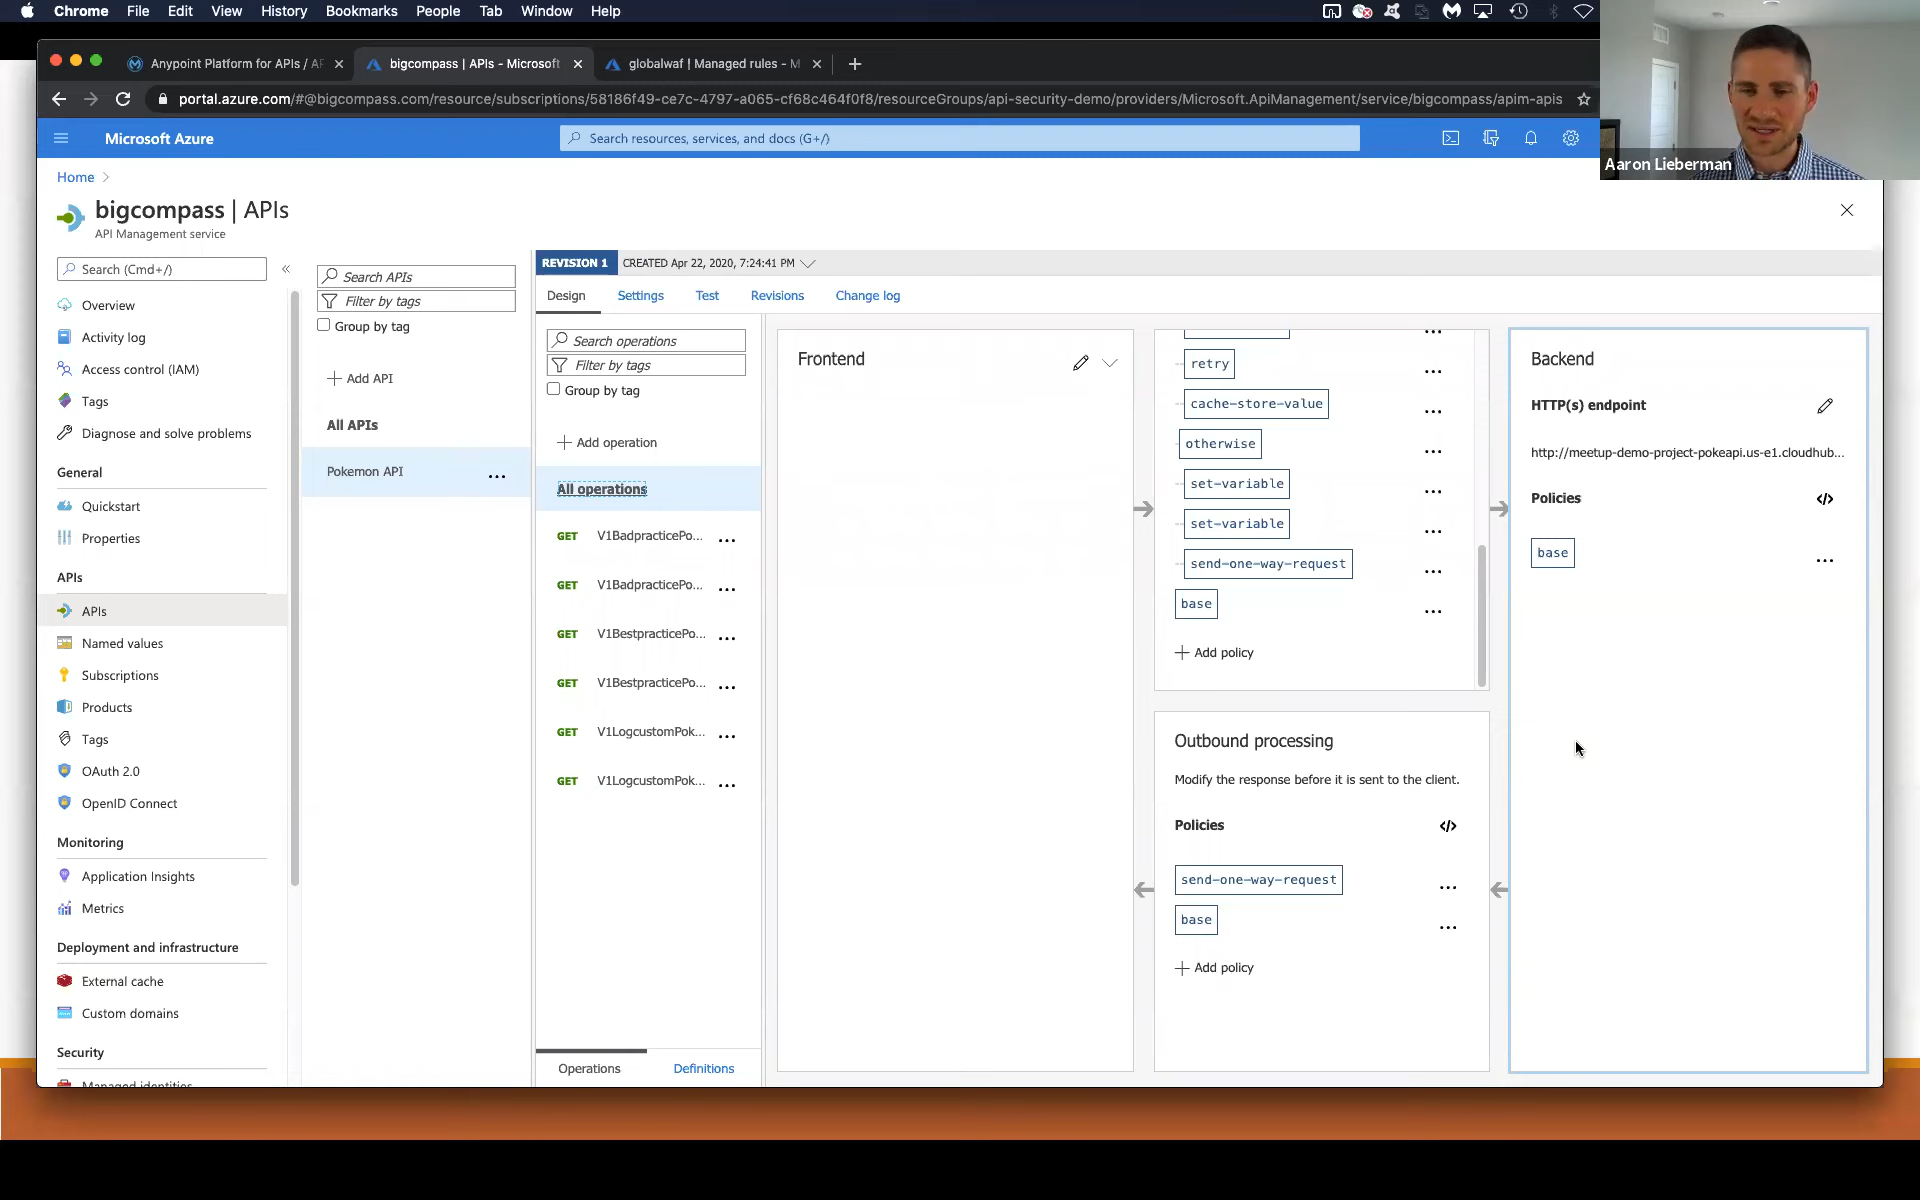 Chrome File Edit View History Bookmarks People Tab Window Help
Anypoint Platform for APIs / AP
bigcompass | APIs - Microsoft
globalwaf | Managed rules - M
portal.azure.com/#@bigcompass.com/resource/subscriptions/58186f49-ce7c-4797-a065-cf68c464f0f8/resourceGroups/api-security-demo/providers/Microsoft.ApiManagement/service/bigcompass/apim-apis
Microsoft Azure
Search resources, services, and docs (G+/)
Aaron Lieberman
Home
bigcompass | APIs
API Management service
Search (Cmd+/)
Overview
Activity log
Access control (IAM)
Tags
Diagnose and solve problems
General
Quickstart
Properties
APIs
APIs
Named values
Subscriptions
Products
Tags
OAuth 2.0
OpenID Connect
Monitoring
Application Insights
Metrics
Deployment and infrastructure
External cache
Custom domains
Security
Managed identities
Search APIs
Filter by tags
Group by tag
Add API
All APIs
Pokemon API
...
REVISION 1
CREATED Apr 22, 2020, 7:24:41 PM
Design Settings Test Revisions Change log
Search operations
Filter by tags
Group by tag
Add operation
All operations
GET V1BadpracticePo... ...
GET V1BadpracticePo... ...
GET V1BestpracticePo... ...
GET V1BestpracticePo... ...
GET V1LogcustomPok... ...
GET V1LogcustomPok... ...
Operations Definitions
Frontend
...
retry ...
cache-store-value ...
otherwise ...
set-variable ...
set-variable ...
send-one-way-request ...
base ...
+ Add policy
Outbound processing
Modify the response before it is sent to the client.
Policies </>
send-one-way-request ...
base ...
+ Add policy
Backend
HTTP(s) endpoint
http://meetup-demo-project-pokeapi.us-e1.cloudhub...
Policies </>
base ...